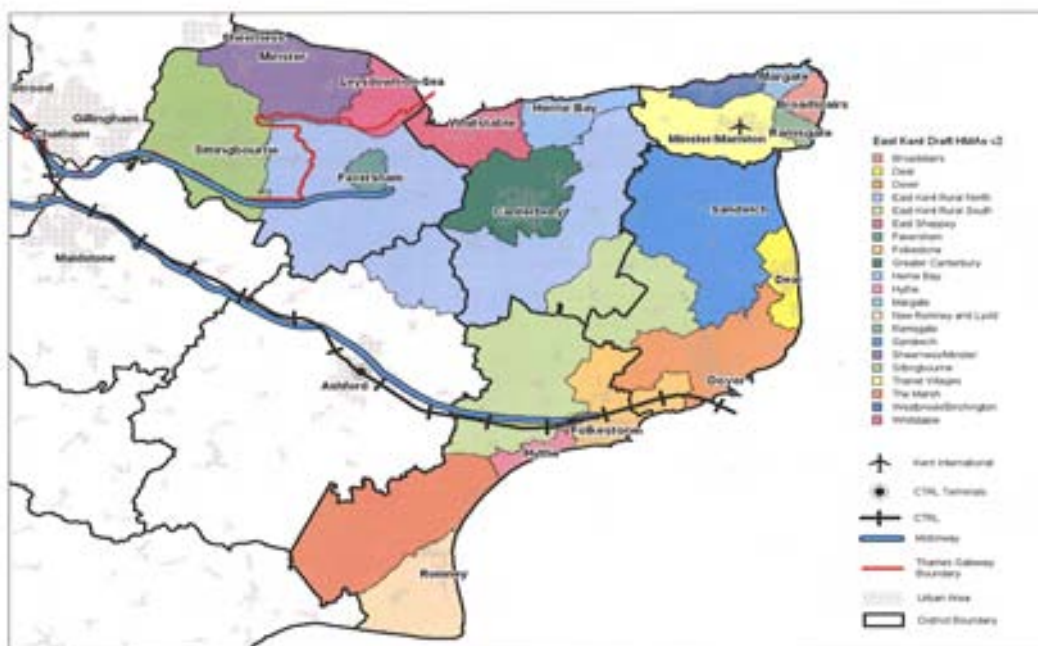 Sheerness
Minster
Leysdown-on-Sea
Strood
Gillingham
Chatham
Sittingbourne
Faversham
Whitstable
Herne Bay
Margate
Broadstairs
Ramsgate
Minster/Manston
Canterbury
Sandwich
Deal
Maidstone
Ashford
Dover
Folkestone
Hythe
Romney
East Kent Draft HMAs v2
Broadstairs
Deal
Dover
East Kent Rural North
East Kent Rural South
East Sheppey
Faversham
Folkestone
Greater Canterbury
Herne Bay
Hythe
Margate
New Romney and Lydd
Ramsgate
Sandwich
Sheerness/Minster
Sittingbourne
Thanet Villages
The Marsh
Westbrook/Birchington
Whitstable
Kent International
CTRL Terminals
CTRL
Motorway
Thames Gateway
Boundary
Urban Area
District Boundary